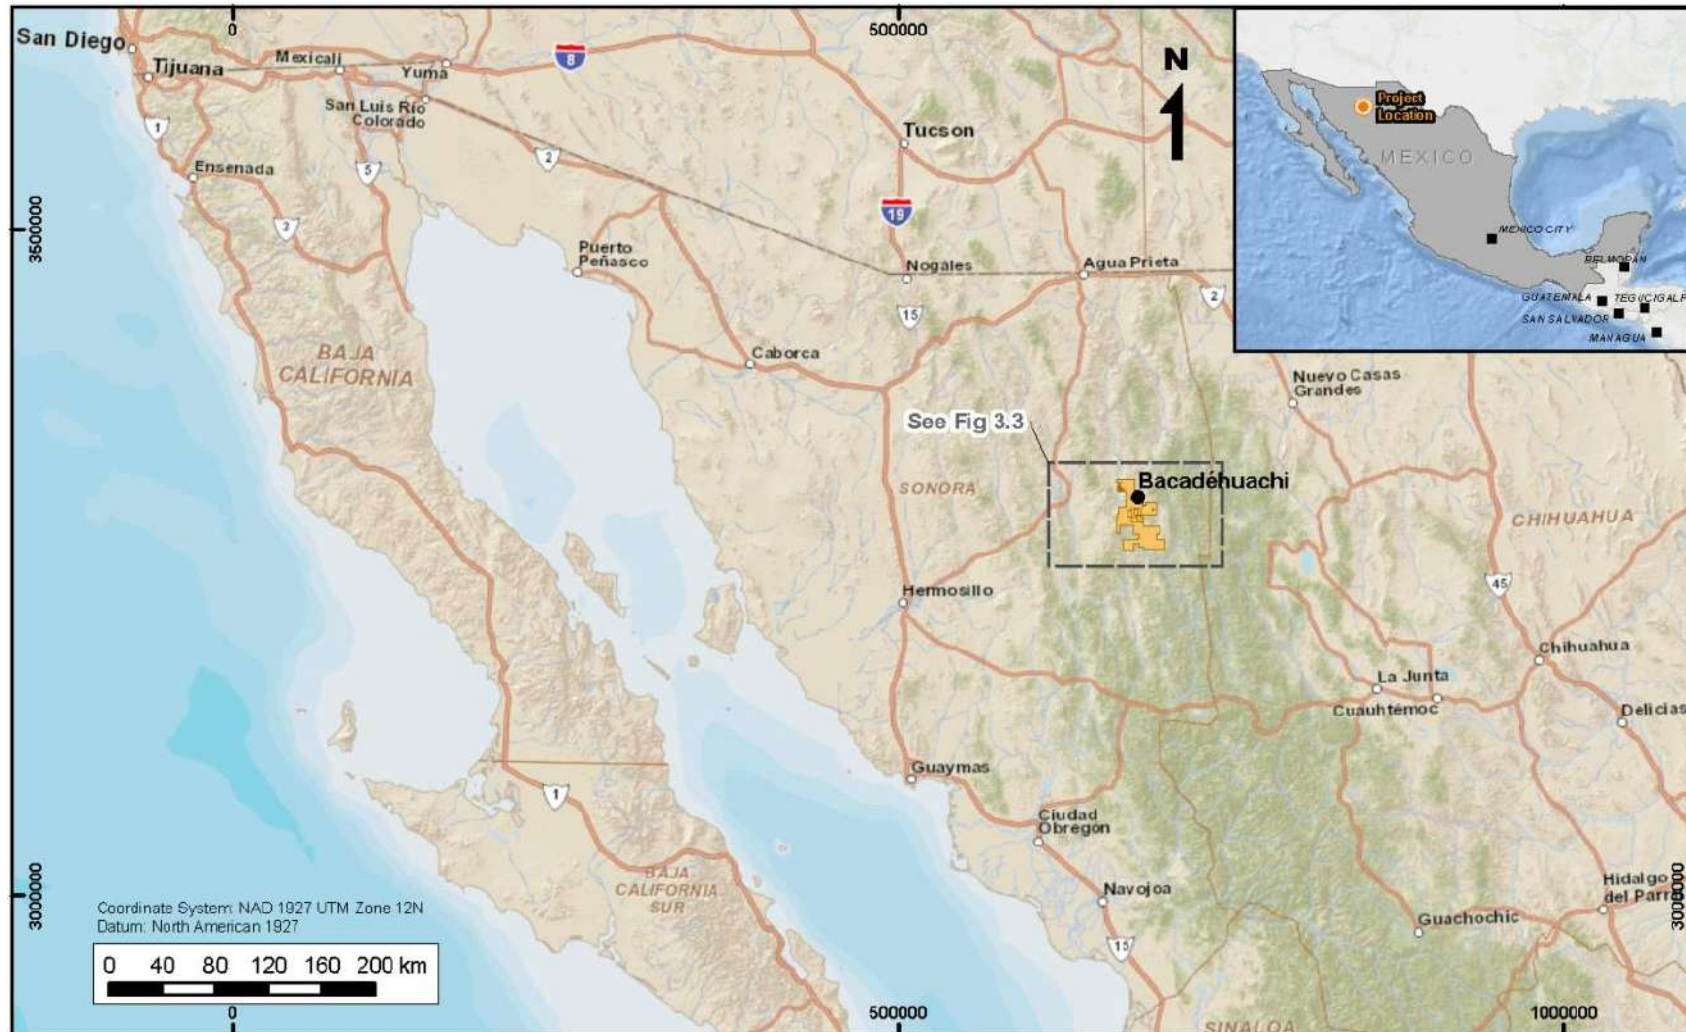 0
500000
San Diego
Tijuana
Mexicali
Yuma
8
N
San Luis Río
Colorado
1
Tucson
2
5
Ensenada
19
3
3500000
3500000
Puerto
Peñasco
Nogales
Agua Prieta
2
15
Project
Location
MEXICO
MEXICO CITY
BELMOPAN
GUATEMALA
TEGUCIGALP
SAN SALVADOR
MANAGUA
BAJA
CALIFORNIA
Caborca
Nuevo Casas
Grandes
See Fig 3.3
SONORA
Bacadéhuachi
CHIHUAHUA
Hermosillo
45
Chihuahua
La Junta
Cuauhtémoc
Delicias
Guaymas
1
Ciudad
Obregon
BAJA
CALIFORNIA
SUR
Navojoa
Hidalgo
del Parr
Guachochic
3000000
3000000
15
Coordinate System: NAD 1927 UTM Zone 12N
Datum: North American 1927
0 40 80 120 160 200 km
SINALOA
0
500000
1000000